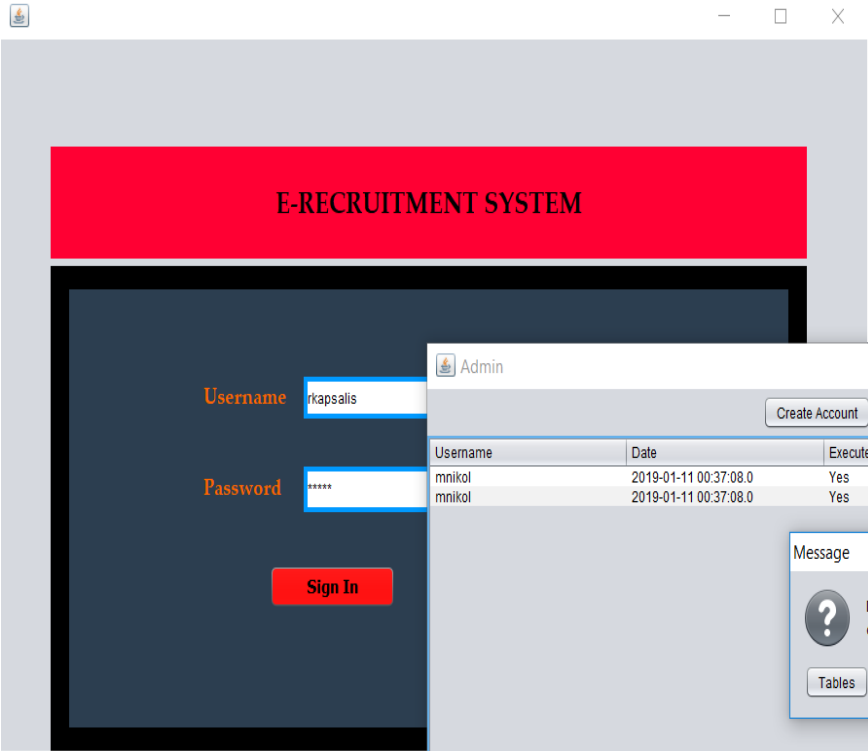 E-RECRUITMENT SYSTEM
Admin
Username rkapsalis
Create Account
Username Date
mnikol 2019-01-11 00:37:08.0 Yes
Password *****
mnikol 2019-01-11 00:37:08.0 Yes
Message
Sign In
Tables